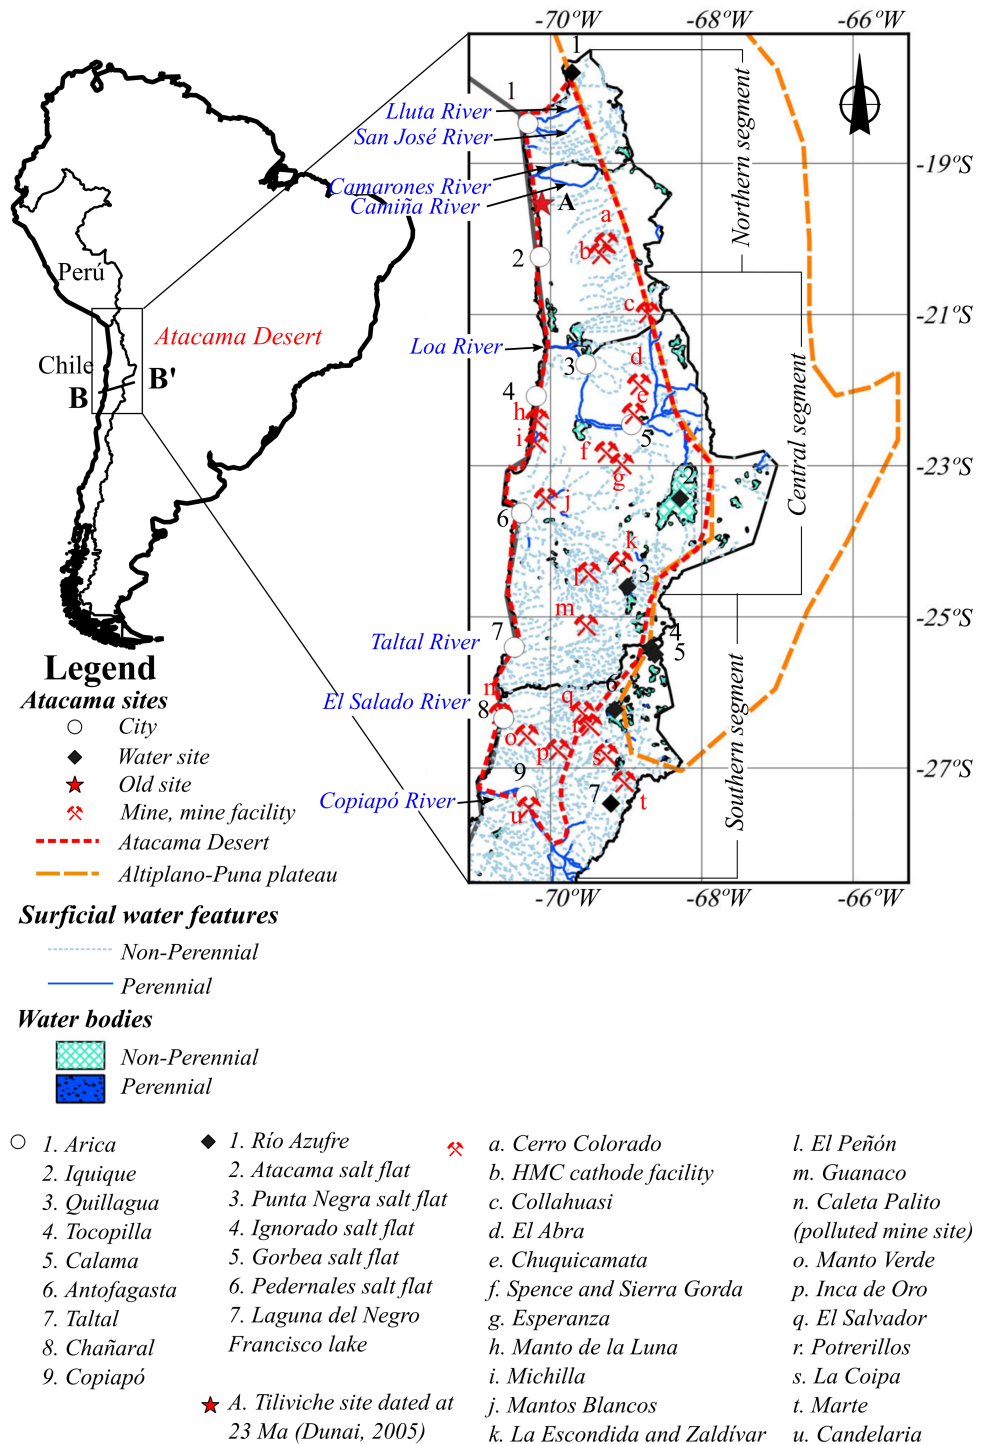 -70°W -68°W -66°W
1
1
Lluta River
San José River
-19°S
Camarones River
Camiña River
A
a
Northern segment
b
2
Perú
c
-21°S
Atacama Desert
Loa River
Chile
3
d
B B'
4
e
h
i
5
f
g
Central segment
-23°S
2
j
6
k
3
l
m
-25°S
Taltal River
7
4
5
Legend
n
El Salado River
8
q
6
Atacama sites
City
o
p
s
Water site
-27°S
Southern segment
Old site
9
Copiapó River
7
t
u
Mine, mine facility
Atacama Desert
Altiplano-Puna plateau
-70°W -68°W -66°W
Surficial water features
Non-Perennial
Perennial
Water bodies
Non-Perennial
Perennial
1. Arica
2. Iquique
3. Quillagua
4. Tocopilla
5. Calama
6. Antofagasta
7. Taltal
8. Chañaral
9. Copiapó
1. Río Azufre
2. Atacama salt flat
3. Punta Negra salt flat
4. Ignorado salt flat
5. Gorbea salt flat
6. Pedernales salt flat
7. Laguna del Negro
Francisco lake
A. Tiliviche site dated at
23 Ma (Dunai, 2005)
a. Cerro Colorado
b. HMC cathode facility
c. Collahuasi
d. El Abra
e. Chuquicamata
f. Spence and Sierra Gorda
g. Esperanza
h. Manto de la Luna
i. Michilla
j. Mantos Blancos
k. La Escondida and Zaldívar
l. El Peñón
m. Guanaco
n. Caleta Palito
(polluted mine site)
o. Manto Verde
p. Inca de Oro
q. El Salvador
r. Potrerillos
s. La Coipa
t. Marte
u. Candelaria